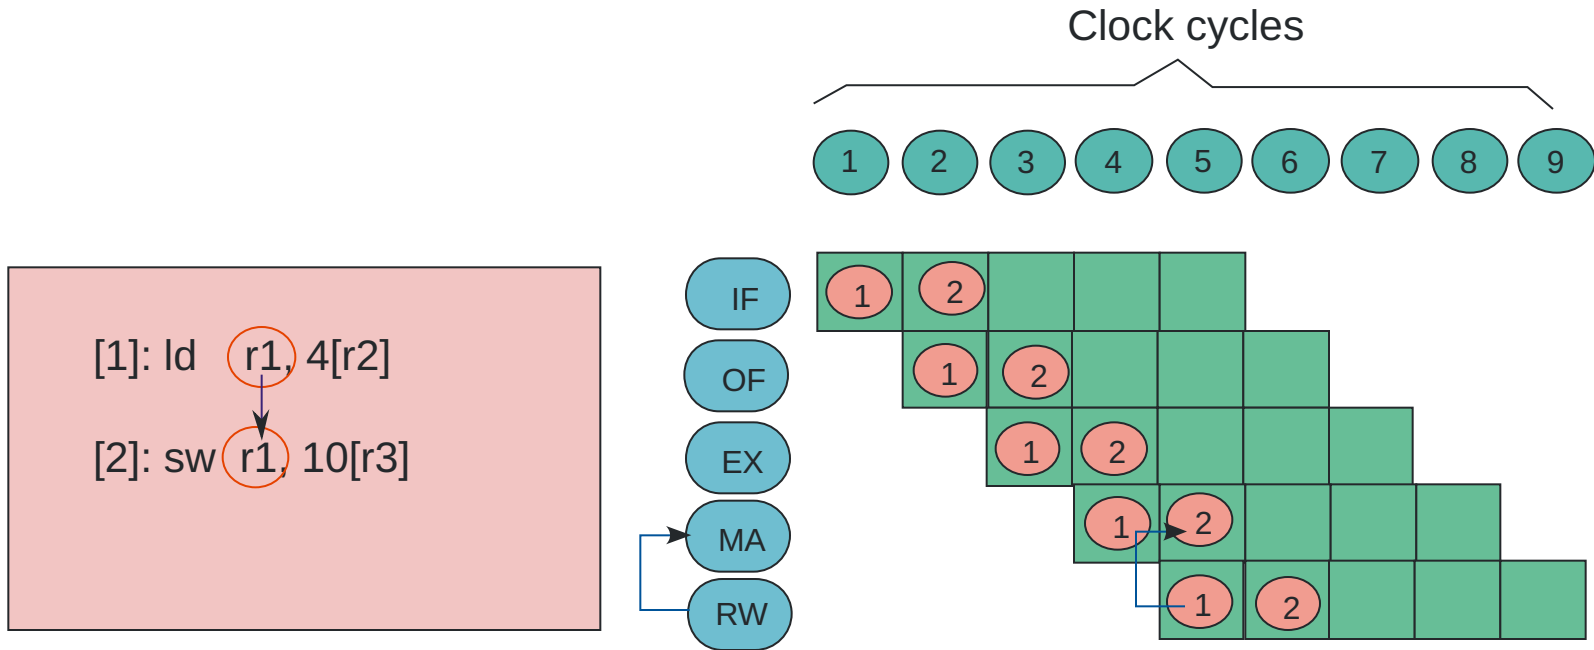 Clock cycles
1 2 3 4 5 6 7 8 9
[1]: ld r1, 4[r2]
[2]: sw r1, 10[r3]
IF 1 2
OF 1 2
EX 1 2
MA 1 2
RW 1 2